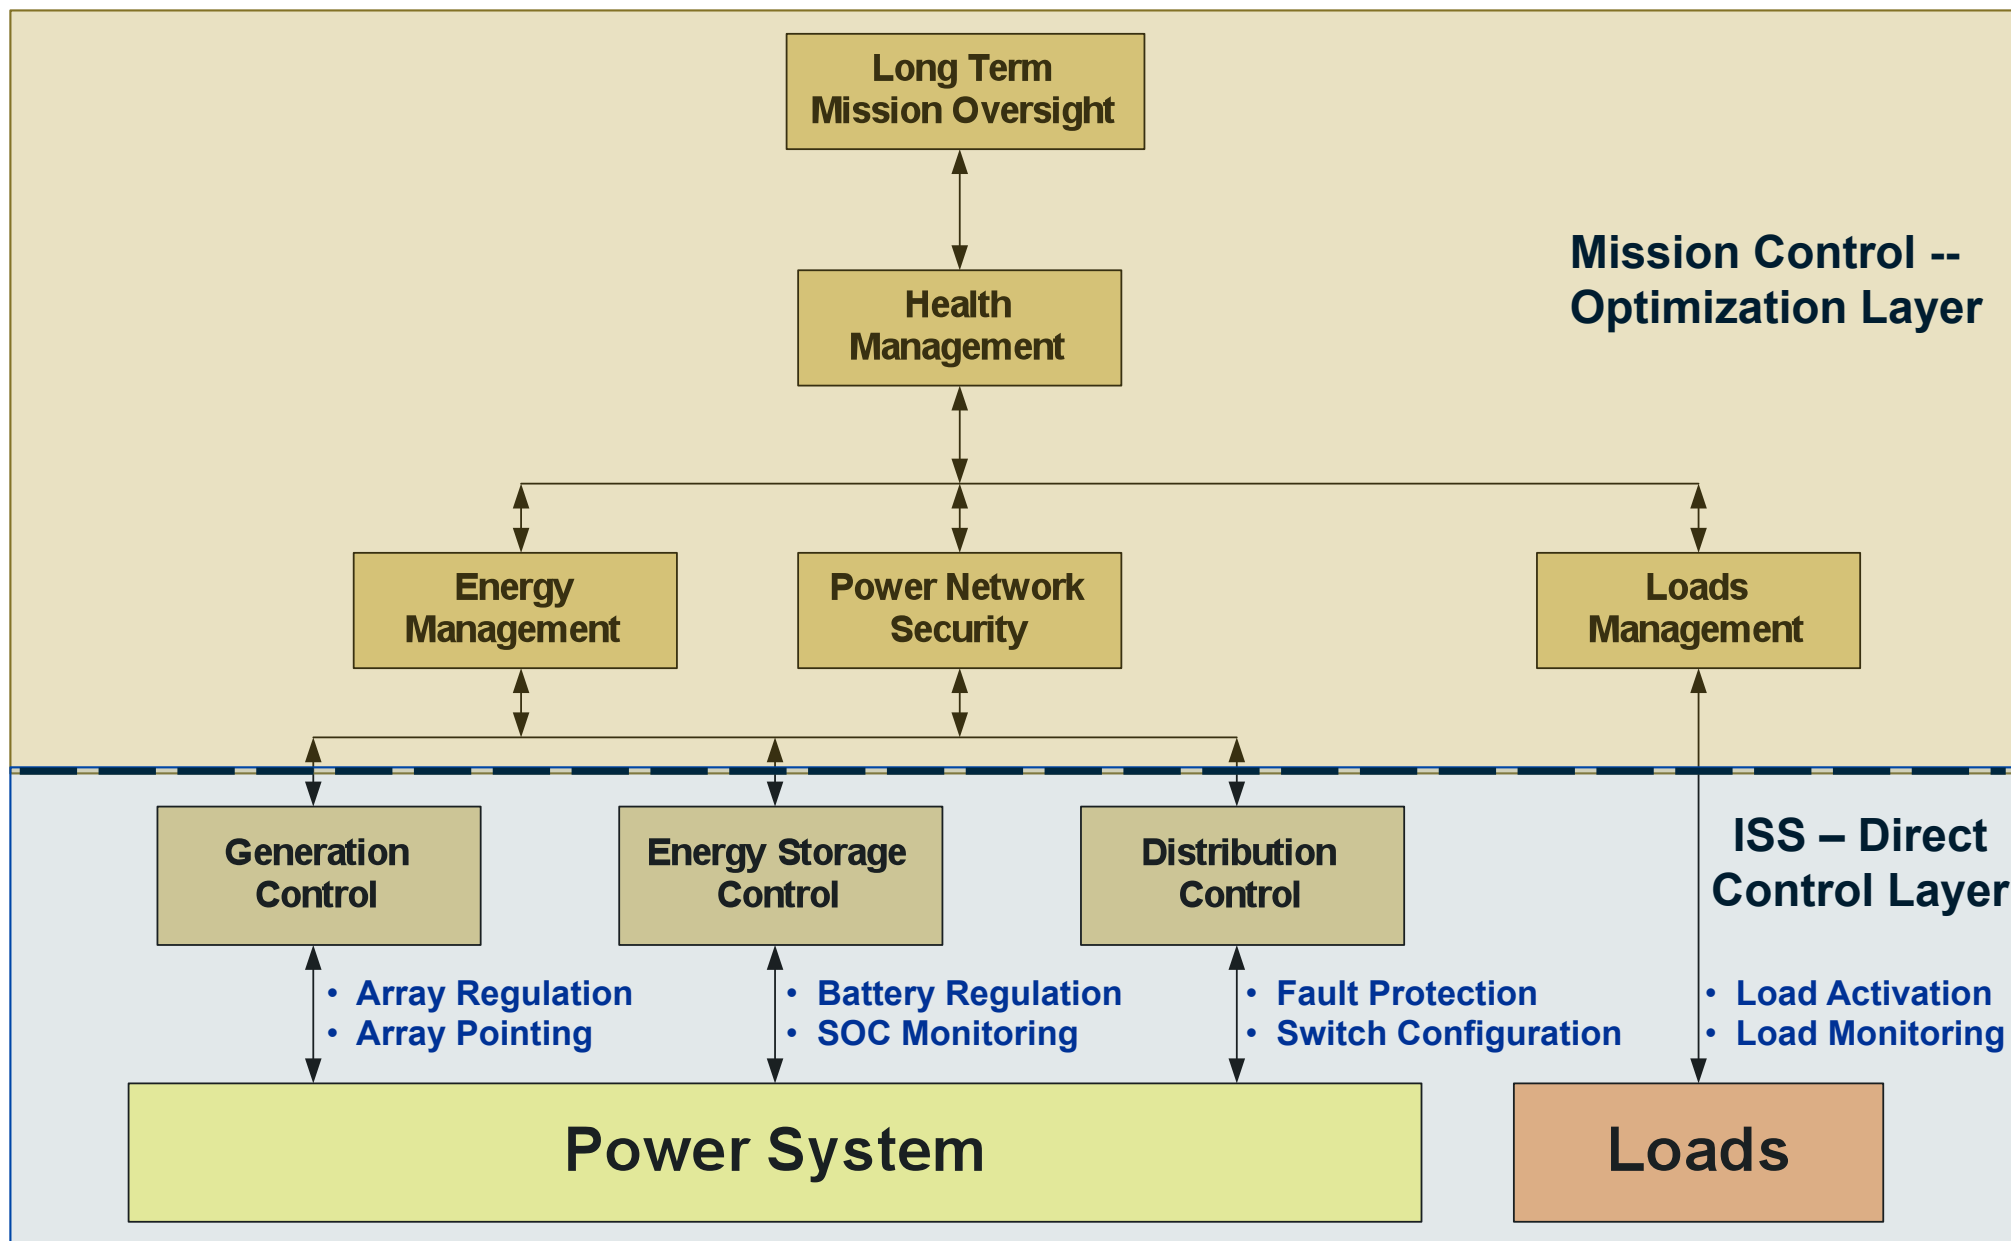 Long Term
Mission Oversight
Mission Control --
Optimization Layer
Health
Management
Energy
Management
Power Network
Security
Loads
Management
ISS – Direct
Control Layer
Generation
Control
Energy Storage
Control
Distribution
Control
• Array Regulation
• Array Pointing
• Battery Regulation
• SOC Monitoring
• Fault Protection
• Switch Configuration
• Load Activation
• Load Monitoring
Power System
Loads